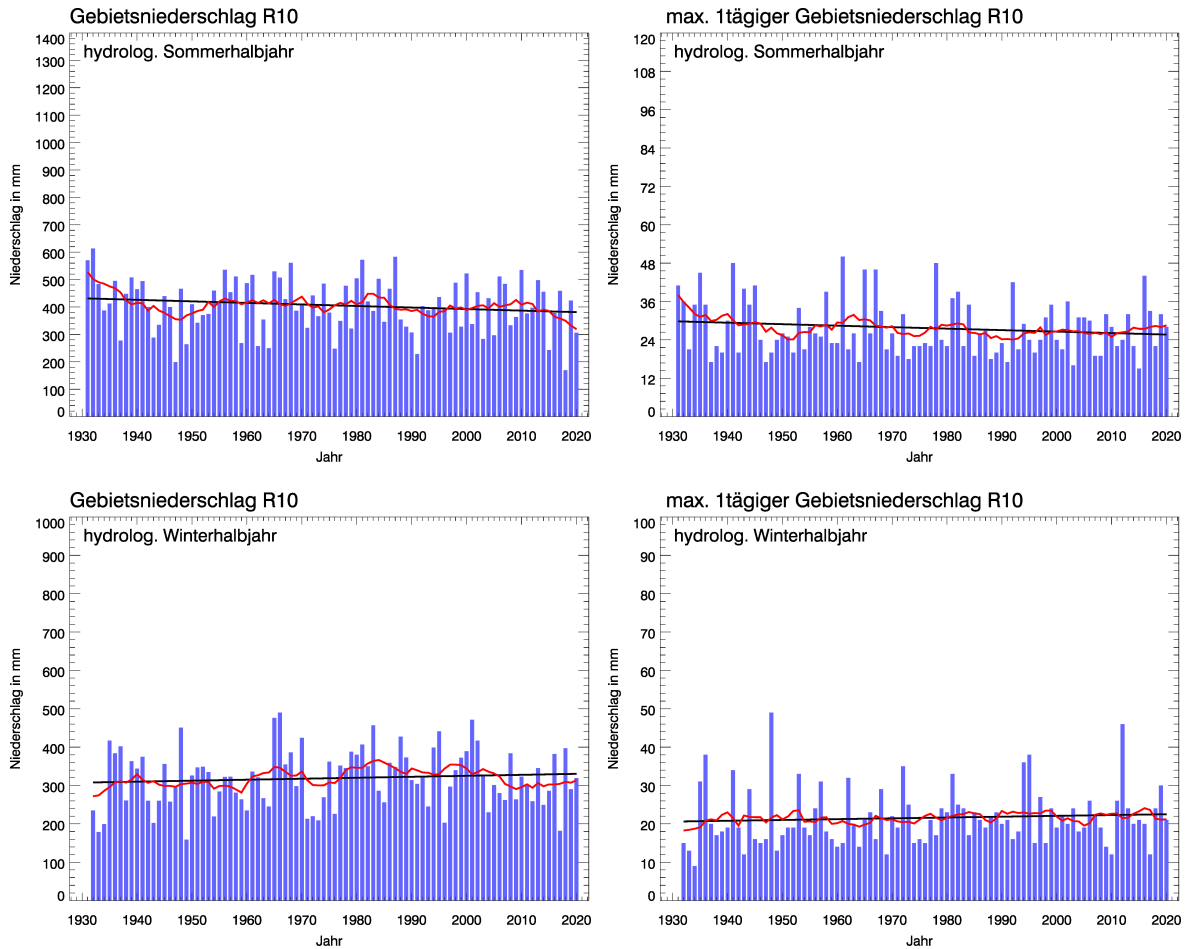 Gebietsniederschlag R10
hydrolog. Sommerhalbjahr
Niederschlag in mm
1400
1300
1200
1100
1000
900
800
700
600
500
400
300
200
100
0
1930 1940 1950 1960 1970 1980 1990 2000 2010 2020
Jahr
max. 1tägiger Gebietsniederschlag R10
hydrolog. Sommerhalbjahr
Niederschlag in mm
120
108
96
84
72
60
48
36
24
12
0
1930 1940 1950 1960 1970 1980 1990 2000 2010 2020
Jahr
Gebietsniederschlag R10
hydrolog. Winterhalbjahr
Niederschlag in mm
1000
900
800
700
600
500
400
300
200
100
0
1930 1940 1950 1960 1970 1980 1990 2000 2010 2020
Jahr
max. 1tägiger Gebietsniederschlag R10
hydrolog. Winterhalbjahr
Niederschlag in mm
100
90
80
70
60
50
40
30
20
10
0
1930 1940 1950 1960 1970 1980 1990 2000 2010 2020
Jahr